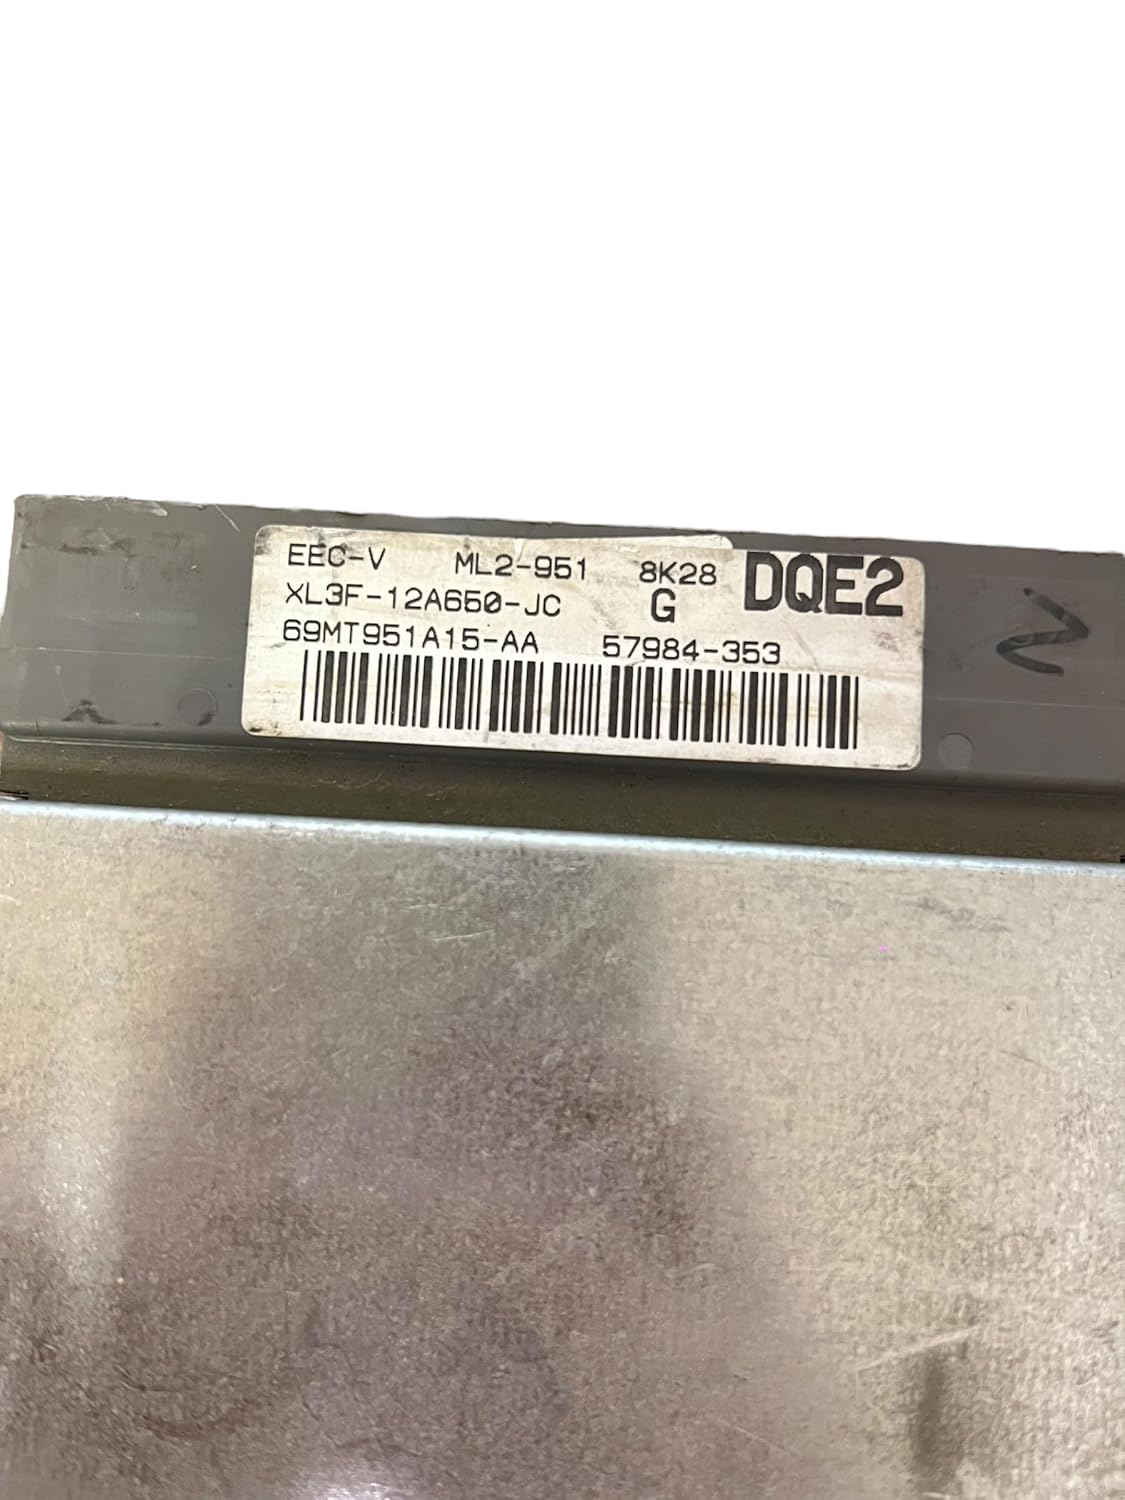 EEC-V ML2-951 8K28 DQE2
XL3F-12A650-JC G
69MT951A15-AA 57984-353